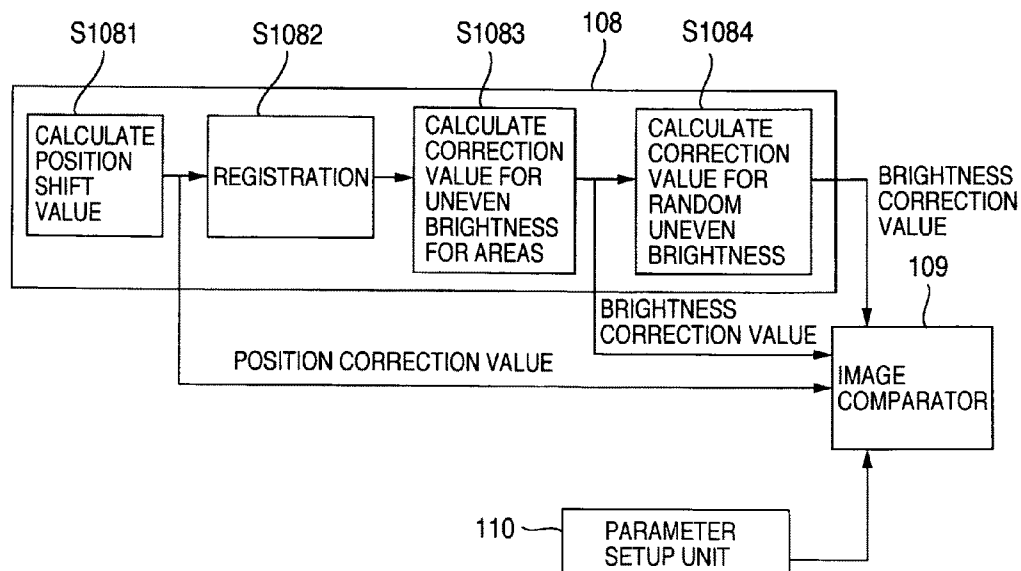 108
S1081
S1082
S1083
S1084
CALCULATE
POSITION
SHIFT
VALUE
REGISTRATION
CALCULATE
CORRECTION
VALUE FOR
UNEVEN
BRIGHTNESS
FOR AREAS
CALCULATE
CORRECTION
VALUE FOR
RANDOM
UNEVEN
BRIGHTNESS
BRIGHTNESS
CORRECTION
VALUE
109
BRIGHTNESS
CORRECTION VALUE
POSITION CORRECTION VALUE
IMAGE
COMPARATOR
110
PARAMETER
SETUP UNIT